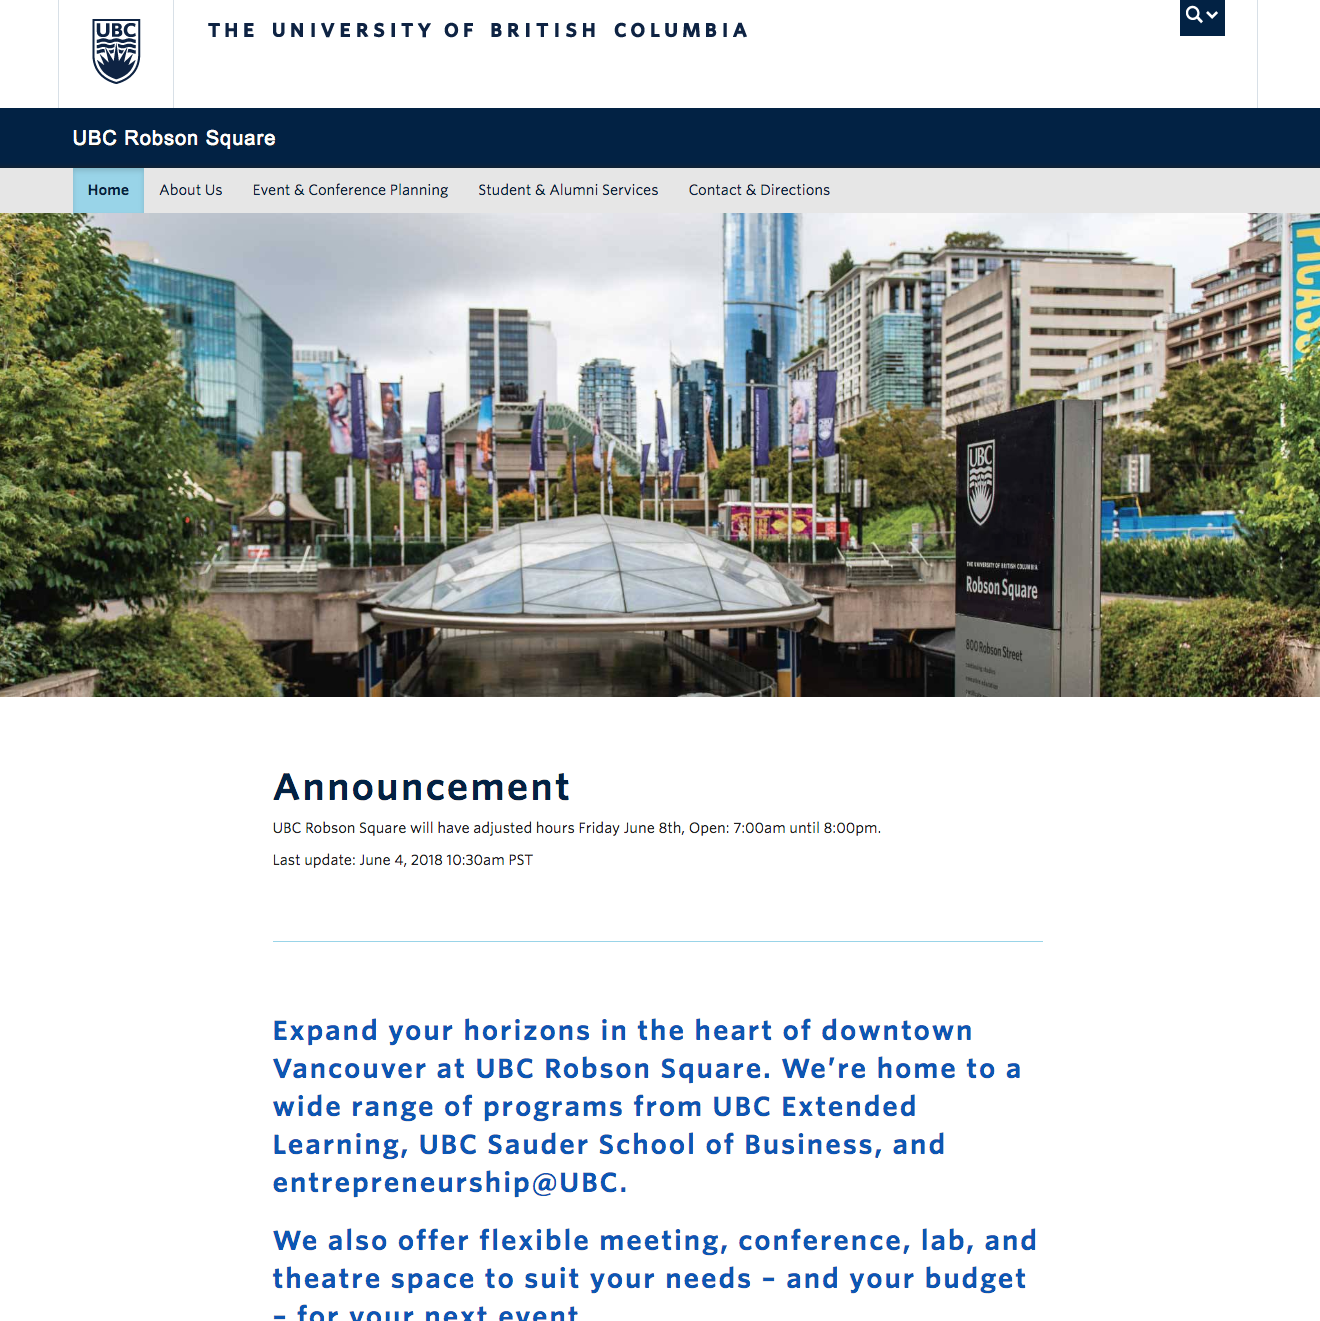 UBC
THE UNIVERSITY OF BRITISH COLUMBIA
UBC Robson Square
Home
About Us
Event & Conference Planning
Student & Alumni Services
Contact & Directions
PICASSO
UBC
THE UNIVERSITY OF BRITISH COLUMBIA
Robson Square
800 Robson Street
Announcement
UBC Robson Square will have adjusted hours Friday June 8th, Open: 7:00am until 8:00pm.
Last update: June 4, 2018 10:30am PST
Expand your horizons in the heart of downtown
Vancouver at UBC Robson Square. We’re home to a
wide range of programs from UBC Extended
Learning, UBC Sauder School of Business, and
entrepreneurship@UBC.
We also offer flexible meeting, conference, lab, and
theatre space to suit your needs – and your budget
– for your next event